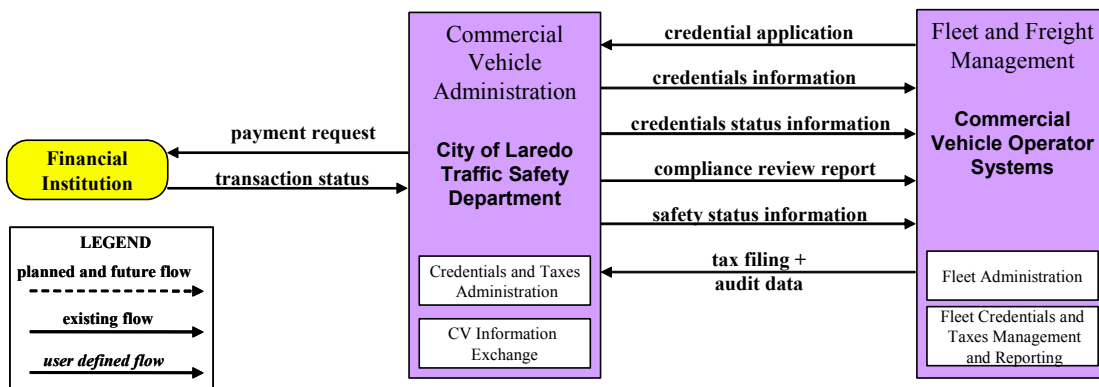 Financial
Institution
payment request
transaction status
LEGEND
planned and future flow
existing flow
user defined flow
Commercial
Vehicle
Administration
City of Laredo
Traffic Safety
Department
Credentials and Taxes
Administration
CV Information
Exchange
credential application
credentials information
credentials status information
compliance review report
safety status information
tax filing +
audit data
Fleet and Freight
Management
Commercial
Vehicle Operator
Systems
Fleet Administration
Fleet Credentials and
Taxes Management
and Reporting